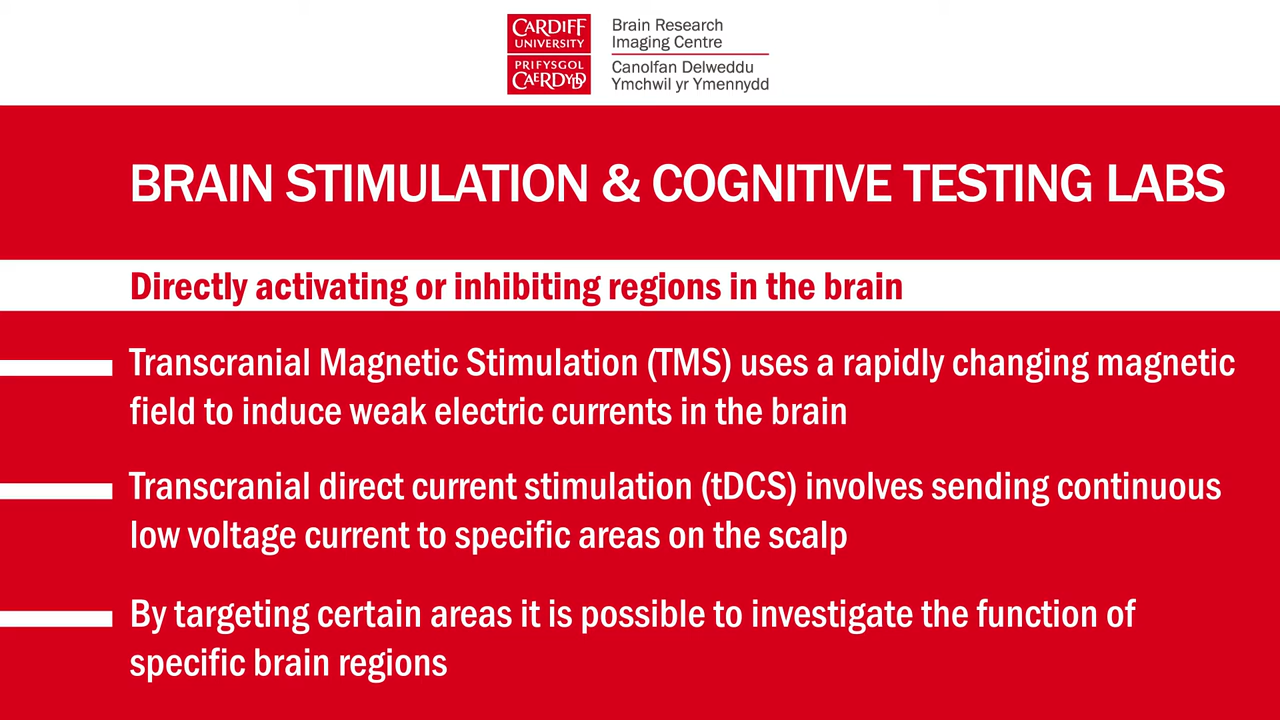 CARDIFF
UNIVERSITY
PRIFYSGOL
CAERDYDD
Brain Research
Imaging Centre
Canolfan Delweddu
Ymchwil yr Ymennydd
BRAIN STIMULATION & COGNITIVE TESTING LABS
Directly activating or inhibiting regions in the brain
Transcranial Magnetic Stimulation (TMS) uses a rapidly changing magnetic
field to induce weak electric currents in the brain
Transcranial direct current stimulation (tDCS) involves sending continuous
low voltage current to specific areas on the scalp
By targeting certain areas it is possible to investigate the function of
specific brain regions